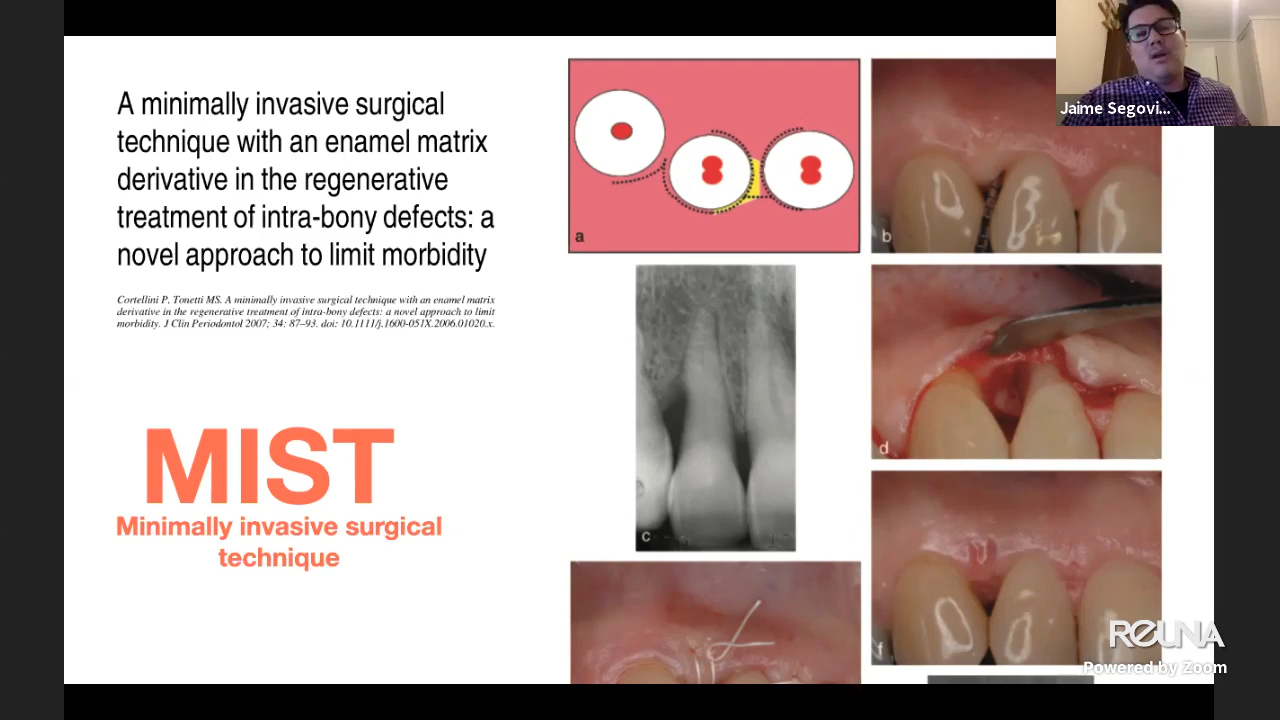 A minimally invasive surgical
technique with an enamel matrix
derivative in the regenerative
treatment of intra-bony defects: a
novel approach to limit morbidity
Cortellini P, Tonetti MS. A minimally invasive surgical technique with an enamel matrix
derivative in the regenerative treatment of intra-bony defects: a novel approach to limit
morbidity. J Clin Periodontol 2007; 34: 87–93. doi: 10.1111/j.1600-051X.2006.01020.x.
MIST
Minimally invasive surgical
technique
a
b
c
d
f
Jaime Segovi...
REUNA
Powered by Zoom